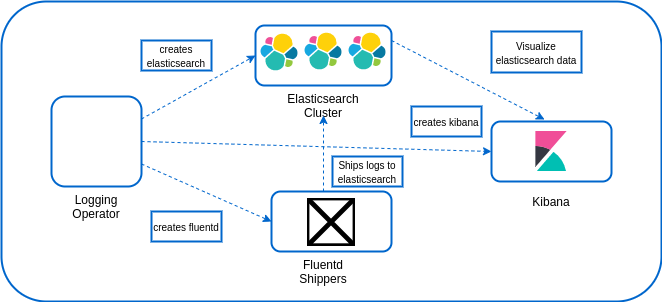 creates
elasticsearch
Visualize
elasticsearch data
Elasticsearch
Cluster
creates kibana
Ships logs to
elasticsearch
Logging
Operator
Kibana
creates fluentd
Fluentd
Shippers